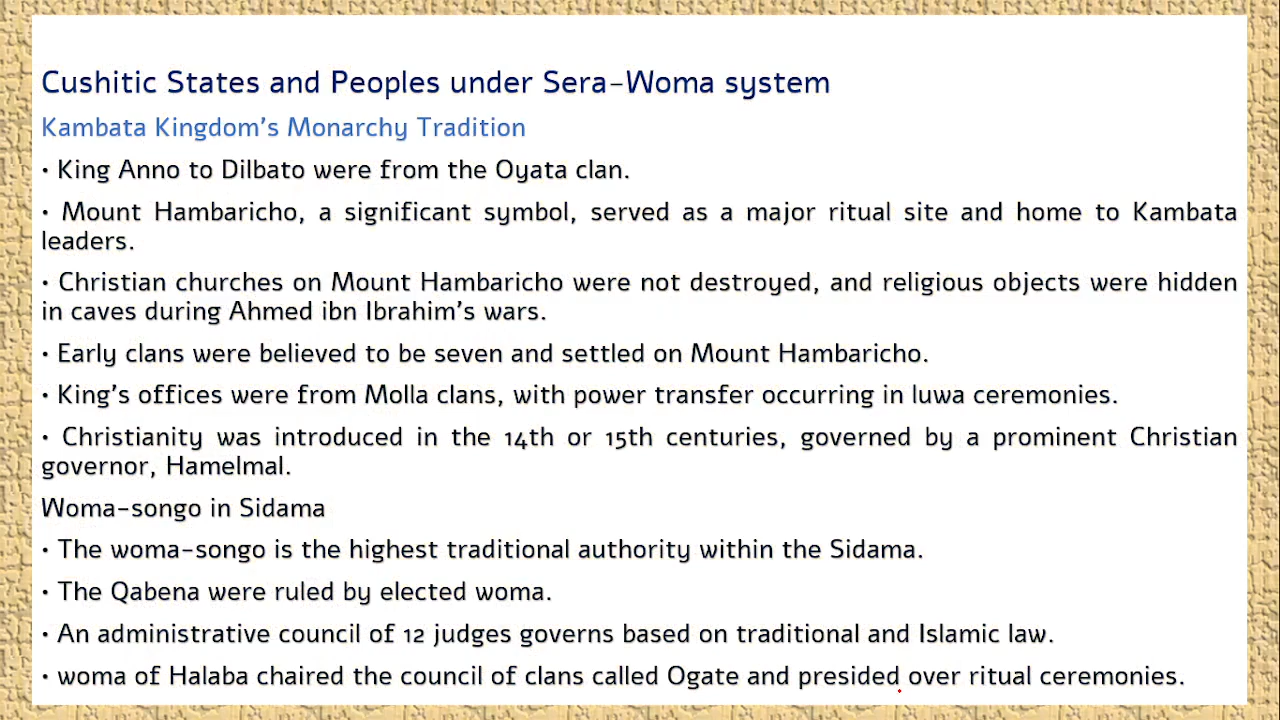 Cushitic States and Peoples under Sera-Woma system
Kambata Kingdom's Monarchy Tradition
• King Anno to Dilbato were from the Oyata clan.
• Mount Hambaricho, a significant symbol, served as a major ritual site and home to Kambata
leaders.
• Christian churches on Mount Hambaricho were not destroyed, and religious objects were hidden
in caves during Ahmed ibn Ibrahim's wars.
• Early clans were believed to be seven and settled on Mount Hambaricho.
• King's offices were from Molla clans, with power transfer occurring in luwa ceremonies.
• Christianity was introduced in the 14th or 15th centuries, governed by a prominent Christian
governor, Hamelmal.
Woma-songo in Sidama
• The woma-songo is the highest traditional authority within the Sidama.
• The Qabena were ruled by elected woma.
• An administrative council of 12 judges governs based on traditional and Islamic law.
• woma of Halaba chaired the council of clans called Ogate and presided over ritual ceremonies.